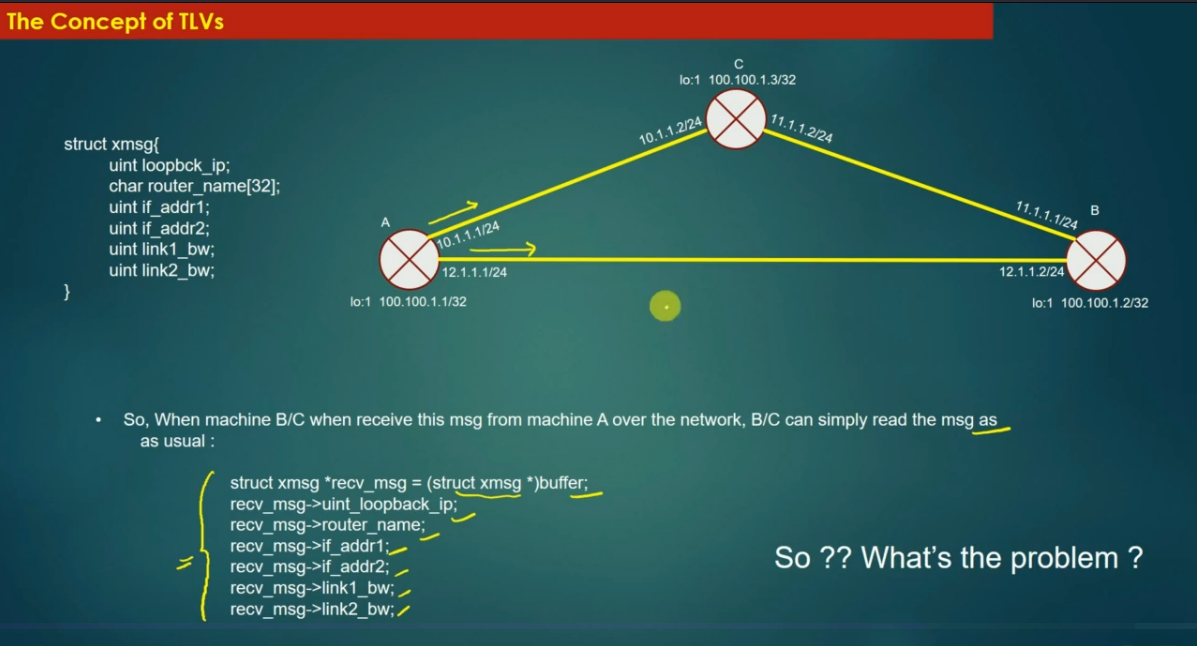 The Concept of TLVs
C
lo:1 100.100.1.3/32
10.1.1.2/24
11.1.1.2/24
struct xmsg{
uint loopbck_ip;
char router_name[32];
uint if_addr1;
uint if_addr2;
uint link1_bw;
uint link2_bw;
}
A
10.1.1.1/24
12.1.1.1/24
lo:1 100.100.1.1/32
11.1.1.1/24
B
12.1.1.2/24
lo:1 100.100.1.2/32
• So, When machine B/C when receive this msg from machine A over the network, B/C can simply read the msg as
as usual :
struct xmsg *recv_msg = (struct xmsg *)buffer;
recv_msg->uint_loopback_ip;
recv_msg->router_name;
recv_msg->if_addr1;
recv_msg->if_addr2;
recv_msg->link1_bw;
recv_msg->link2_bw;
So ?? What's the problem ?